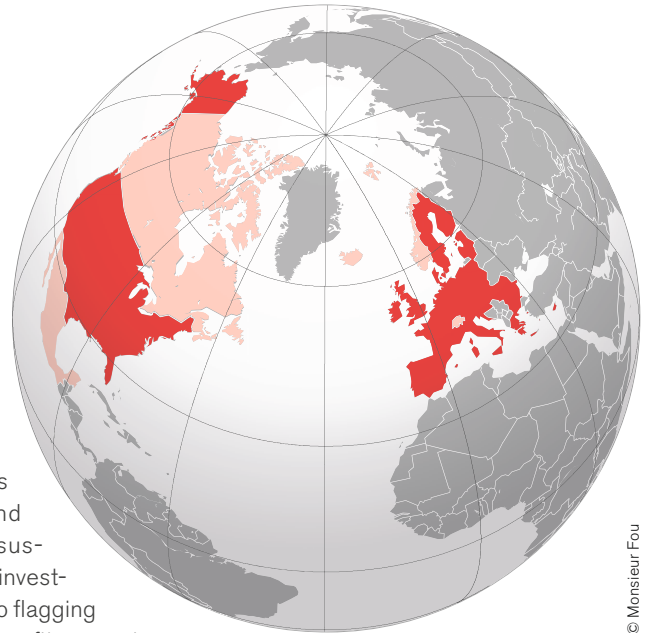 s
nd
sus-
invest-
o flagging
© Monsieur Fou